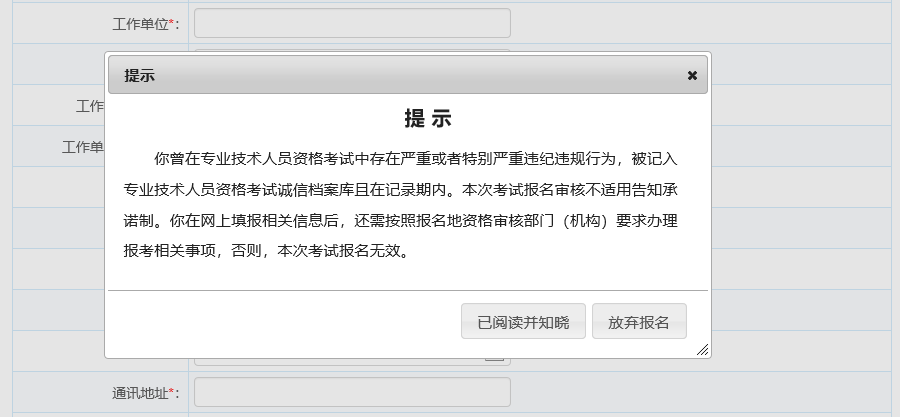 工作单位*：
提示
工作
提 示
工作单
你曾在专业技术人员资格考试中存在严重或者特别严重违纪违规行为，被记入
专业技术人员资格考试诚信档案库且在记录期内。本次考试报名审核不适用告知承
诺制。你在网上填报相关信息后，还需按照报名地资格审核部门（机构）要求办理
报考相关事项，否则，本次考试报名无效。
已阅读并知晓
放弃报名
通讯地址*：